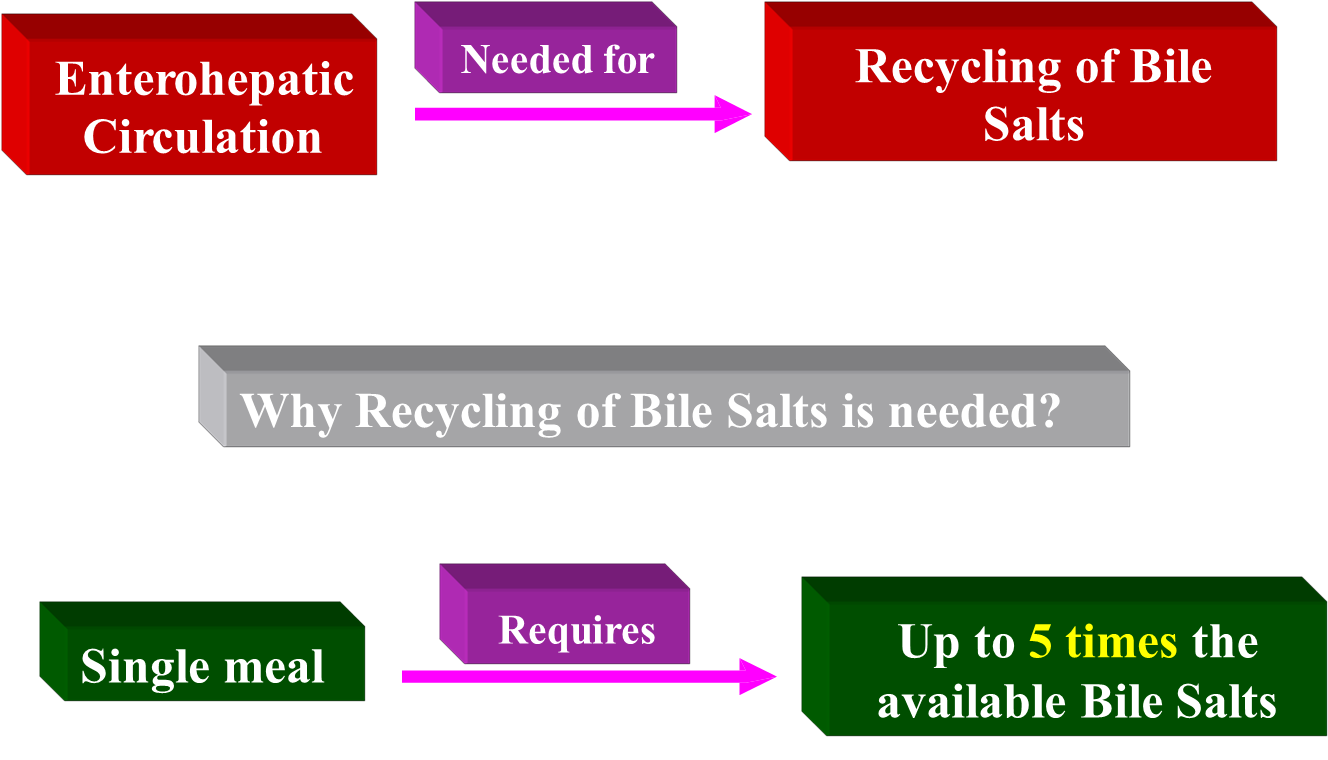 Enterohepatic
Circulation
Needed for
Recycling of Bile
Salts
Why Recycling of Bile Salts is needed?
Single meal
Requires
Up to 5 times the
available Bile Salts